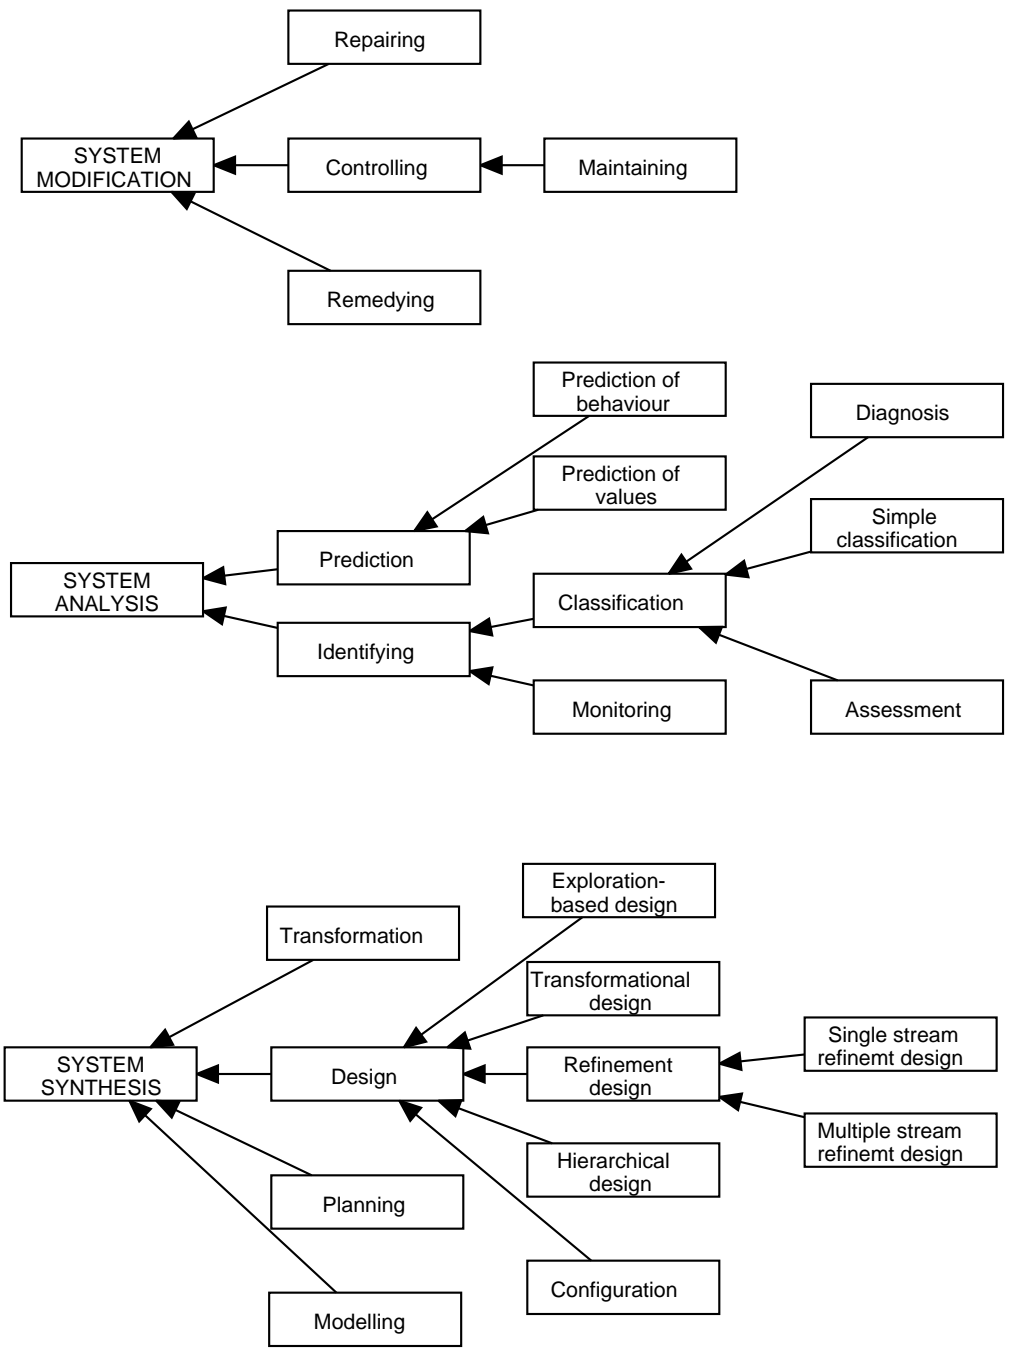 Repairing
SYSTEM
MODIFICATION
Controlling
Maintaining
Remedying
Prediction of
behaviour
Diagnosis
Prediction of
values
Simple
classification
Prediction
SYSTEM
ANALYSIS
Classification
Identifying
Monitoring
Assessment
Exploration-
based design
Transformation
Transformational
design
Single stream
refinemt design
SYSTEM
SYNTHESIS
Design
Refinement
design
Multiple stream
refinemt design
Hierarchical
design
Planning
Configuration
Modelling